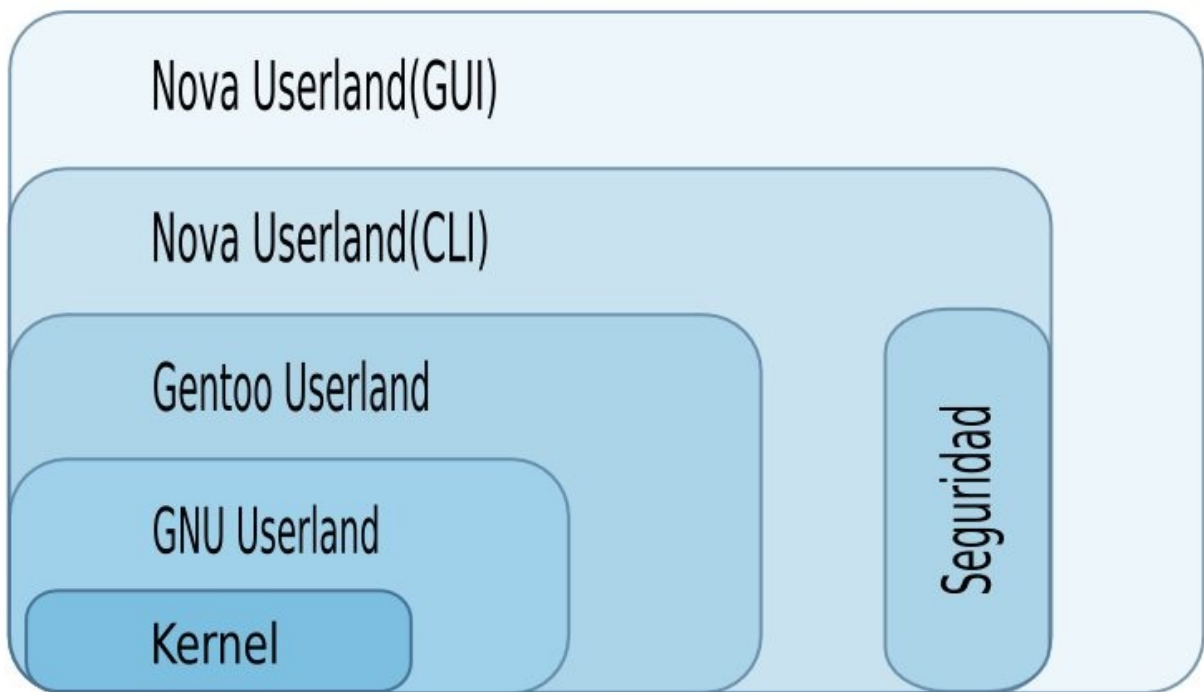 Nova Userland(GUI)
Nova Userland(CLI)
Gentoo Userland
Seguridad
GNU Userland
Kernel